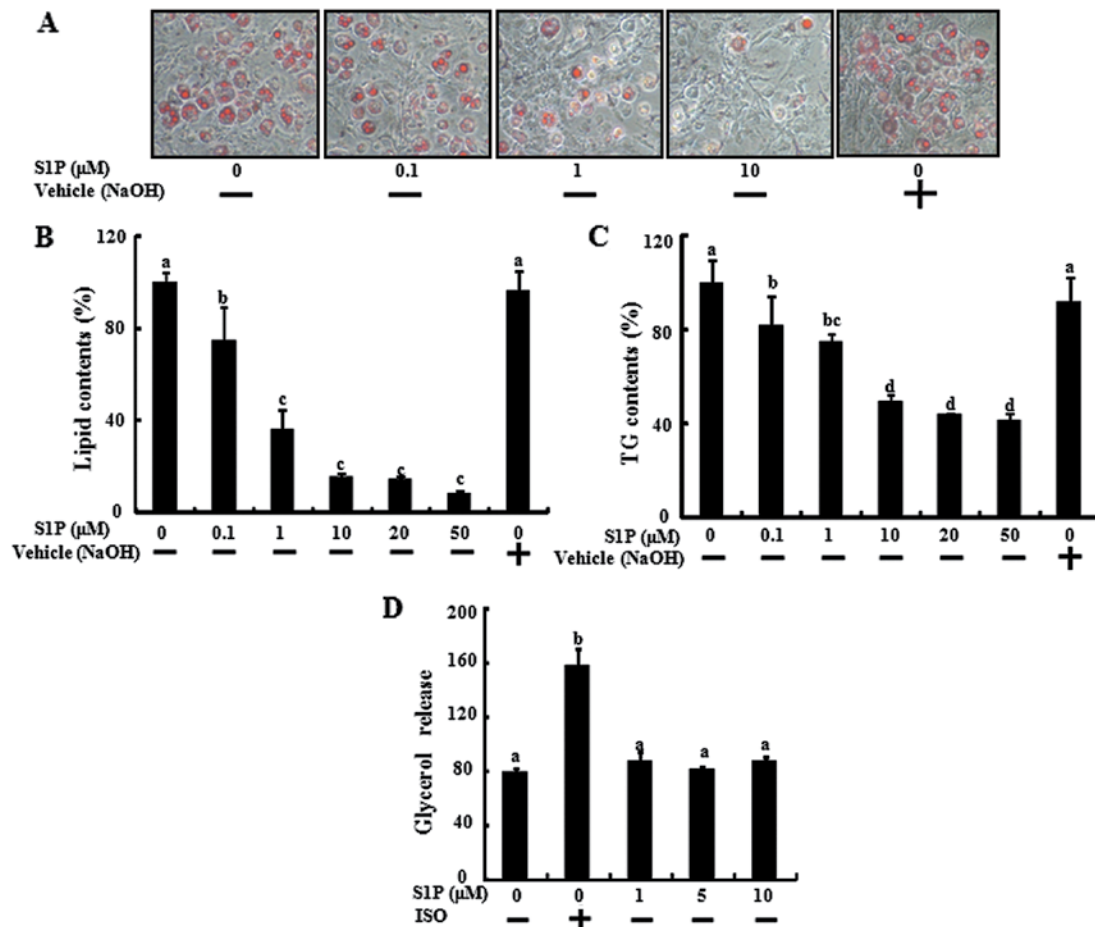 A
S1P (μM) 0 0.1 1 10 0
Vehicle (NaOH) — — — — +
B
120
80
40
0
Lipid contents (%)
a b c c c c a
S1P (μM) 0 0.1 1 10 20 50 0
Vehicle (NaOH) — — — — — — +
C
120
80
40
0
TG contents (%)
a b bc d d d a
S1P (μM) 0 0.1 1 10 20 50 0
Vehicle (NaOH) — — — — — — +
D
200
160
120
80
40
0
Glycerol release
a b a a a
S1P (μM) 0 0 1 5 10
ISO — + — — —